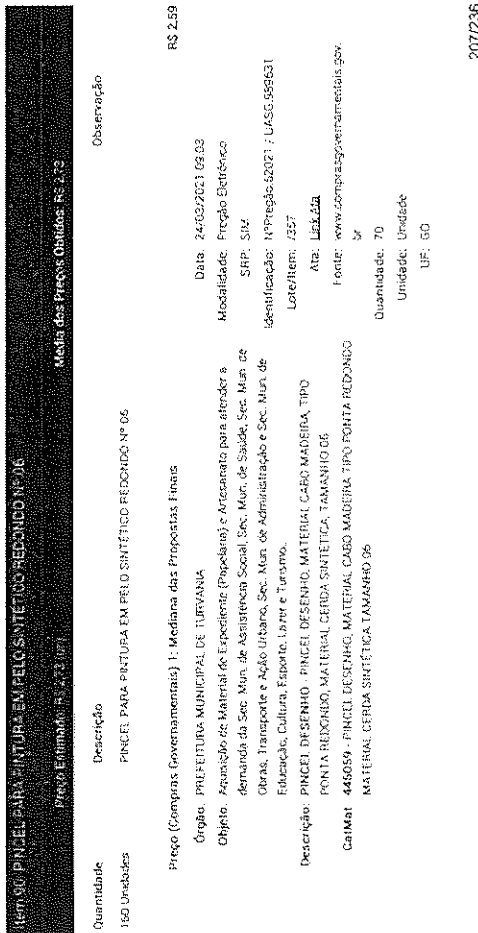 Item 90: PINCEL PARA PINTURA EM PELO SINTÉTICO REDONDO Nº 06
Média dos Preços Obtidos: R$ 2,23
Quantidade Descrição Observação
160 Unidades PINCEL PARA PINTURA EM PELO SINTÉTICO REDONDO Nº 06
Preço (Compras Governamentais) 1: Mediana das Propostas Finais R$ 2,59
Órgão: PREFEITURA MUNICIPAL DE TURVANIA
Objeto: Aquisição de Material de Expediente (Papelaria) e Artesanato para atender a
demanda da Sec. Mun. de Assistência Social, Sec. Mun. de Saúde, Sec. Mun. de
Obras, Transporte e Ação Urbano, Sec. Mun. de Administração e Sec. Mun. de
Educação, Cultura, Esporte, Lazer e Turismo..
Descrição: PINCEL DESENHO - PINCEL DESENHO, MATERIAL CABO MADEIRA, TIPO
PONTA REDONDO, MATERIAL CERDA SINTÉTICA, TAMANHO 06
CatMat: 446059 - PINCEL DESENHO, MATERIAL CABO MADEIRA TIPO PONTA REDONDO
MATERIAL CERDA SINTÉTICA TAMANHO 06
Data: 24/03/2021 09:03
Modalidade: Pregão Eletrônico
SRP: SIM
Identificação: NºPregão:62021 / UASG:989631
Lote/Item: /357
Ata: Link Ata
Fonte: www.comprasgovernamentais.gov.
br
Quantidade: 70
Unidade: Unidade
UF: GO
207/236